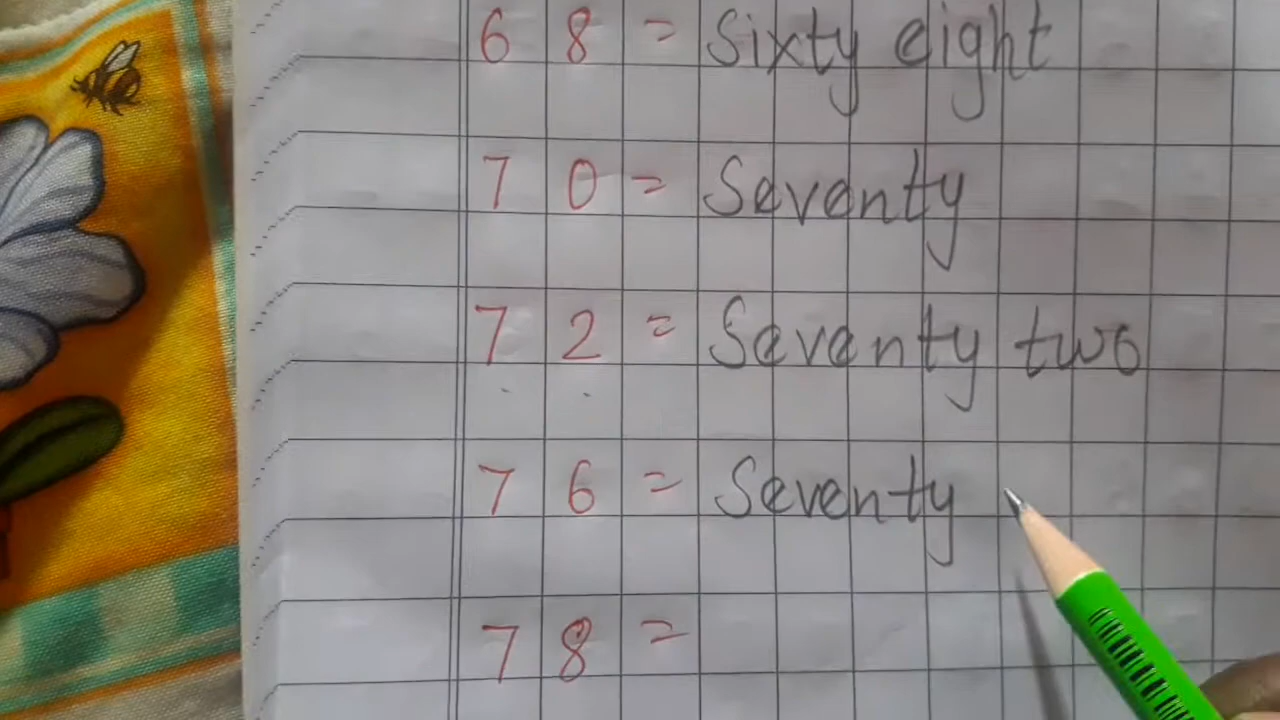 68 = Sixty eight
70 = Seventy
72 = Seventy two
76 = Seventy
78 =